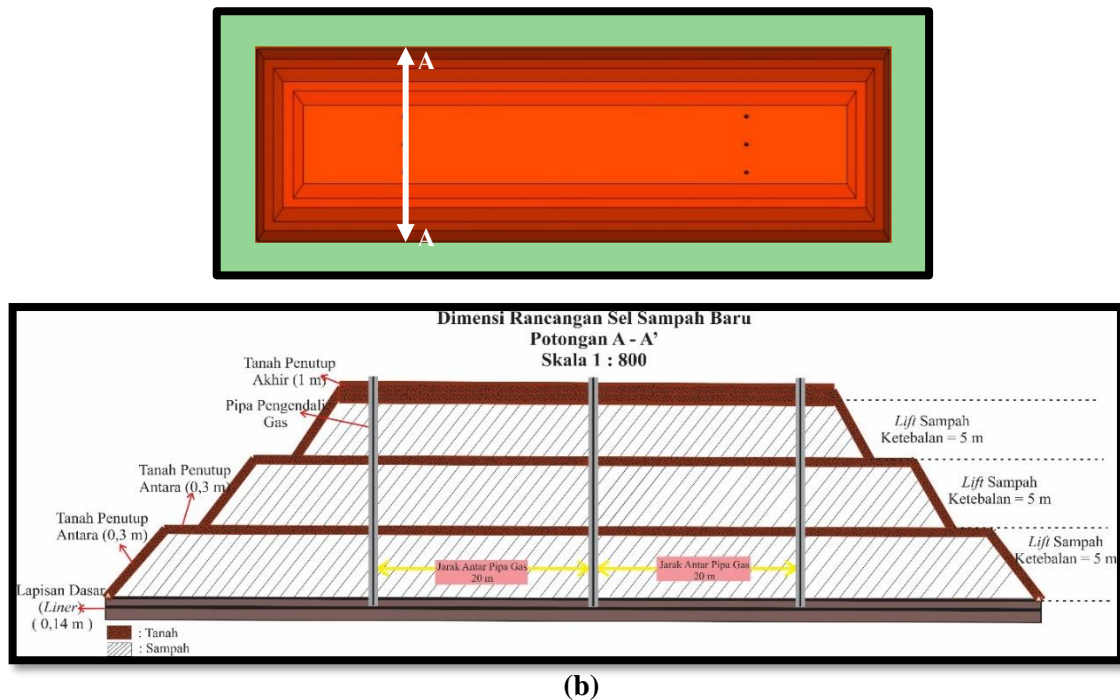 A
A
Dimensi Rancangan Sel Sampah Baru
Potongan A - A'
Skala 1 : 800
Tanah Penutup
Akhir (1 m)
Pipa Pengendali
Gas
Tanah Penutup
Antara (0,3 m)
Tanah Penutup
Antara (0,3 m)
Lapisan Dasar
(Liner)
( 0,14 m )
Lift Sampah
Ketebalan = 5 m
Lift Sampah
Ketebalan = 5 m
Lift Sampah
Ketebalan = 5 m
Jarak Antar Pipa Gas
20 m
Jarak Antar Pipa Gas
20 m
: Tanah
: Sampah
(b)